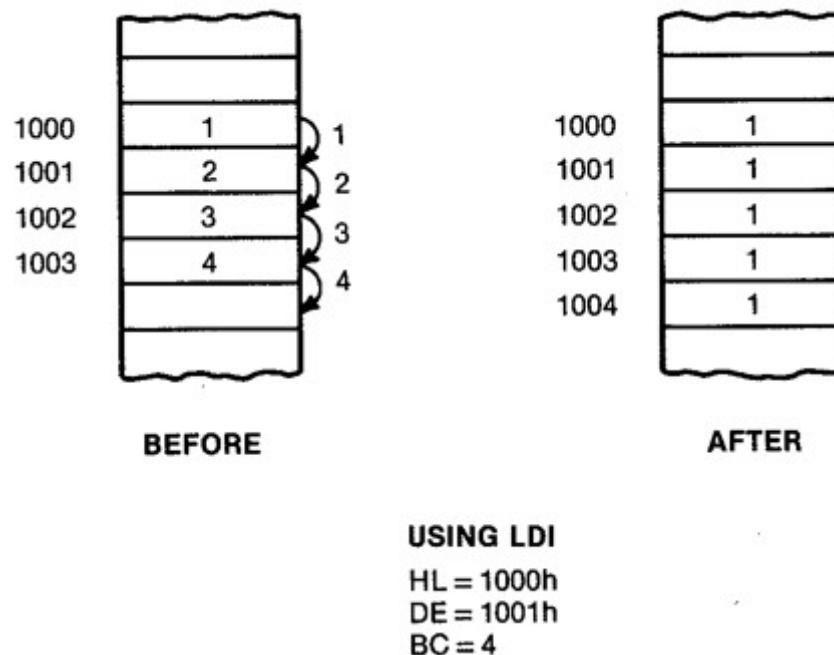 1000 1 1
1001 2 2
1002 3 3
1003 4 4
BEFORE
1000 1
1001 1
1002 1
1003 1
1004 1
AFTER
USING LDI
HL = 1000h
DE = 1001h
BC = 4